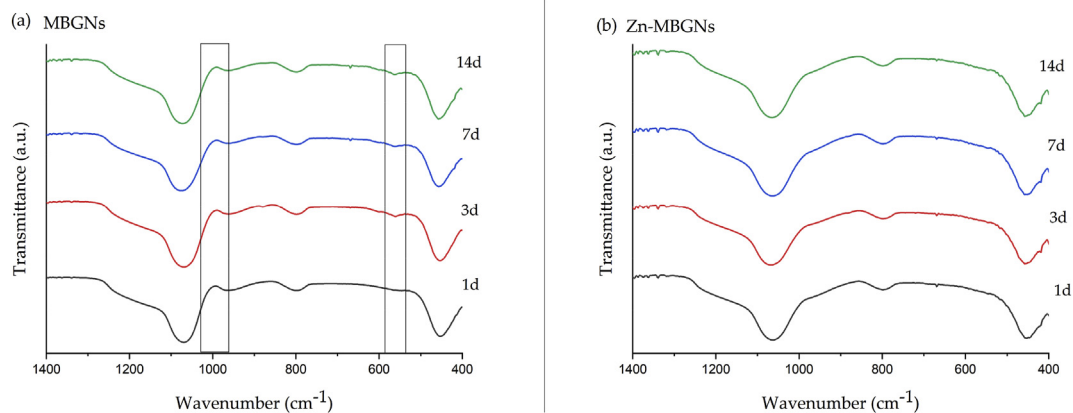 (a) MBGNs
14d
7d
3d
1d
Transmittance (a.u.)
1400 1200 1000 800 600 400
Wavenumber (cm-1)
(b) Zn-MBGNs
14d
7d
3d
1d
Transmittance (a.u.)
1400 1200 1000 800 600 400
Wavenumber (cm-1)